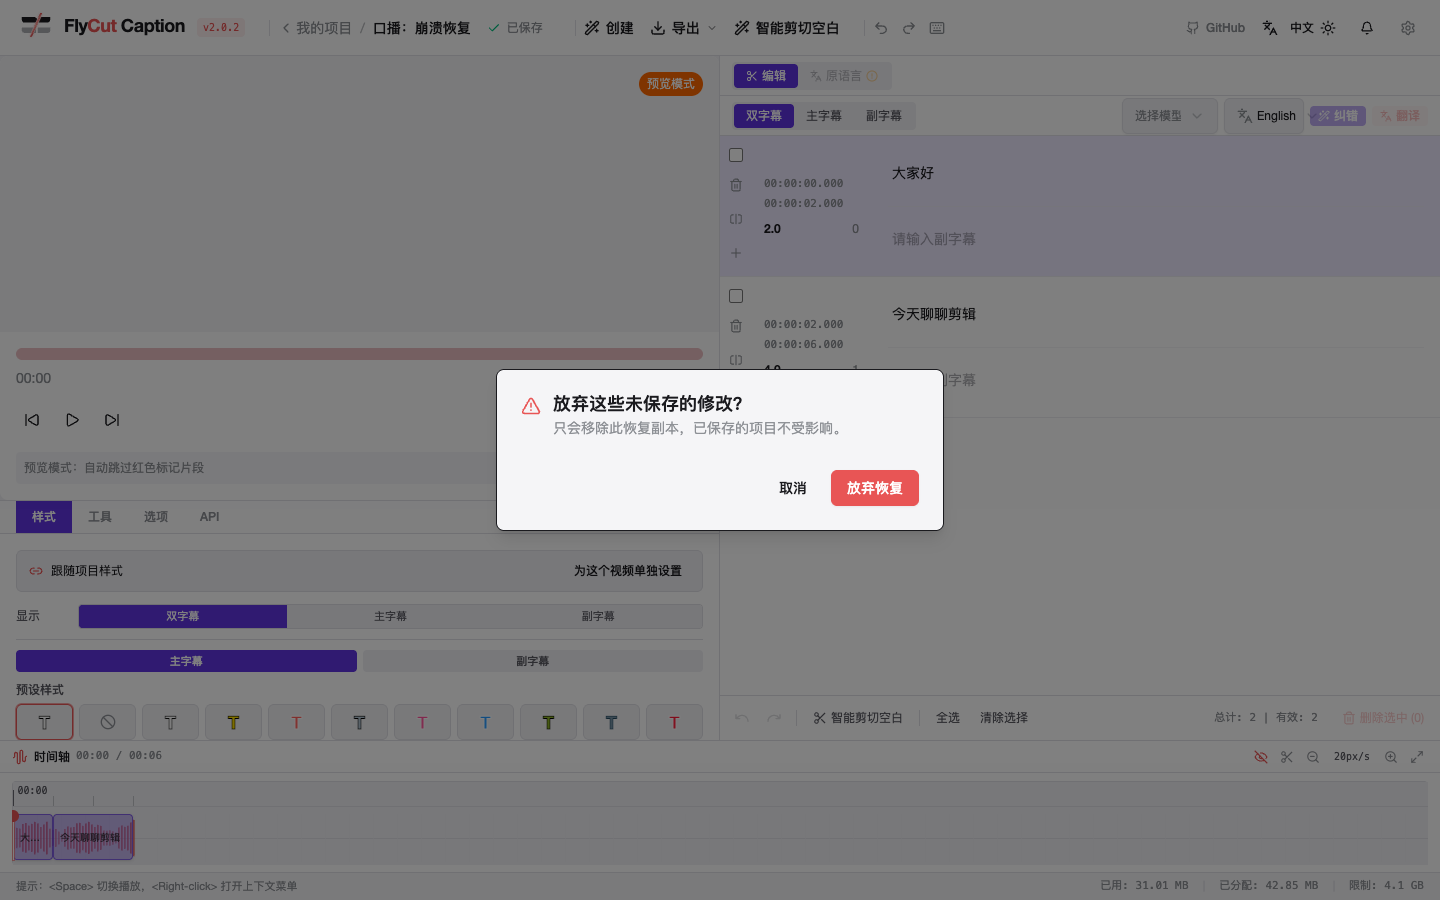 FlyCut Caption v2.0.2 我的项目 / 口播：崩溃恢复 已保存 创建 导出 智能剪切空白 GitHub 中文
预览模式
00:00
预览模式：自动跳过红色标记片段
样式 工具 选项 API
跟随项目样式 为这个视频单独设置
显示 双字幕 主字幕 副字幕
主字幕 副字幕
预设样式
T T T T T T T T T T
编辑 原语言
双字幕 主字幕 副字幕 选择模型 English 纠错 翻译
大家好
00:00:00.000
00:00:02.000
2.0 0
请输入副字幕
今天聊聊剪辑
00:00:02.000
00:00:06.000
字幕
放弃这些未保存的修改？
只会移除此恢复副本，已保存的项目不受影响。
取消 放弃恢复
智能剪切空白 全选 清除选择 总计: 2 | 有效: 2 删除选中 (0)
时间轴 00:00 / 00:06 20px/s
00:00
大... 今天聊聊剪辑
提示：<Space> 切换播放，<Right-click> 打开上下文菜单 已用: 31.01 MB 已分配: 42.85 MB 限制: 4.1 GB